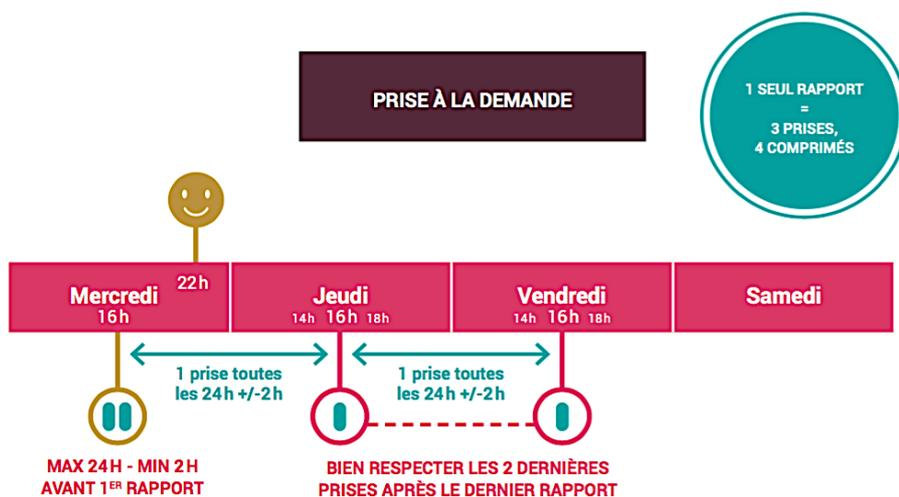 PRISE À LA DEMANDE
1 SEUL RAPPORT
=
3 PRISES,
4 COMPRIMÉS
22h
Mercredi
16h
Jeudi
14h 16h 18h
Vendredi
14h 16h 18h
Samedi
1 prise toutes
les 24h +/-2h
1 prise toutes
les 24h +/-2h
MAX 24H - MIN 2H
AVANT 1ER RAPPORT
BIEN RESPECTER LES 2 DERNIÈRES
PRISES APRÈS LE DERNIER RAPPORT